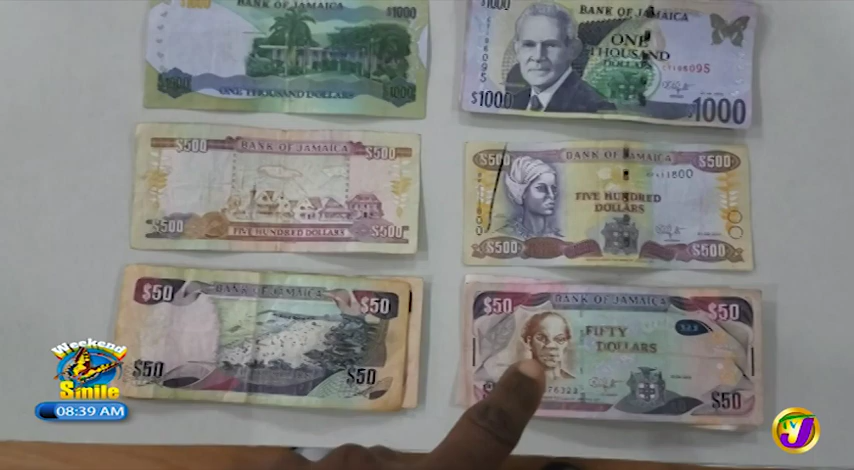 $1000 BANK OF JAMAICA $1000
$1000 ONE THOUSAND DOLLARS $1000
$1000 BANK OF JAMAICA
ONE
THOUSAND
DOLLARS
$1000 $1000
$500 BANK OF JAMAICA $500
$500 FIVE HUNDRED DOLLARS $500
$500 BANK OF JAMAICA $500
FIVE HUNDRED
DOLLARS
$500 $500
$50 BANK OF JAMAICA $50
$50 $50
$50 BANK OF JAMAICA $50
FIFTY
DOLLARS
$50
Weekend
Smile
08:39 AM
TVJ